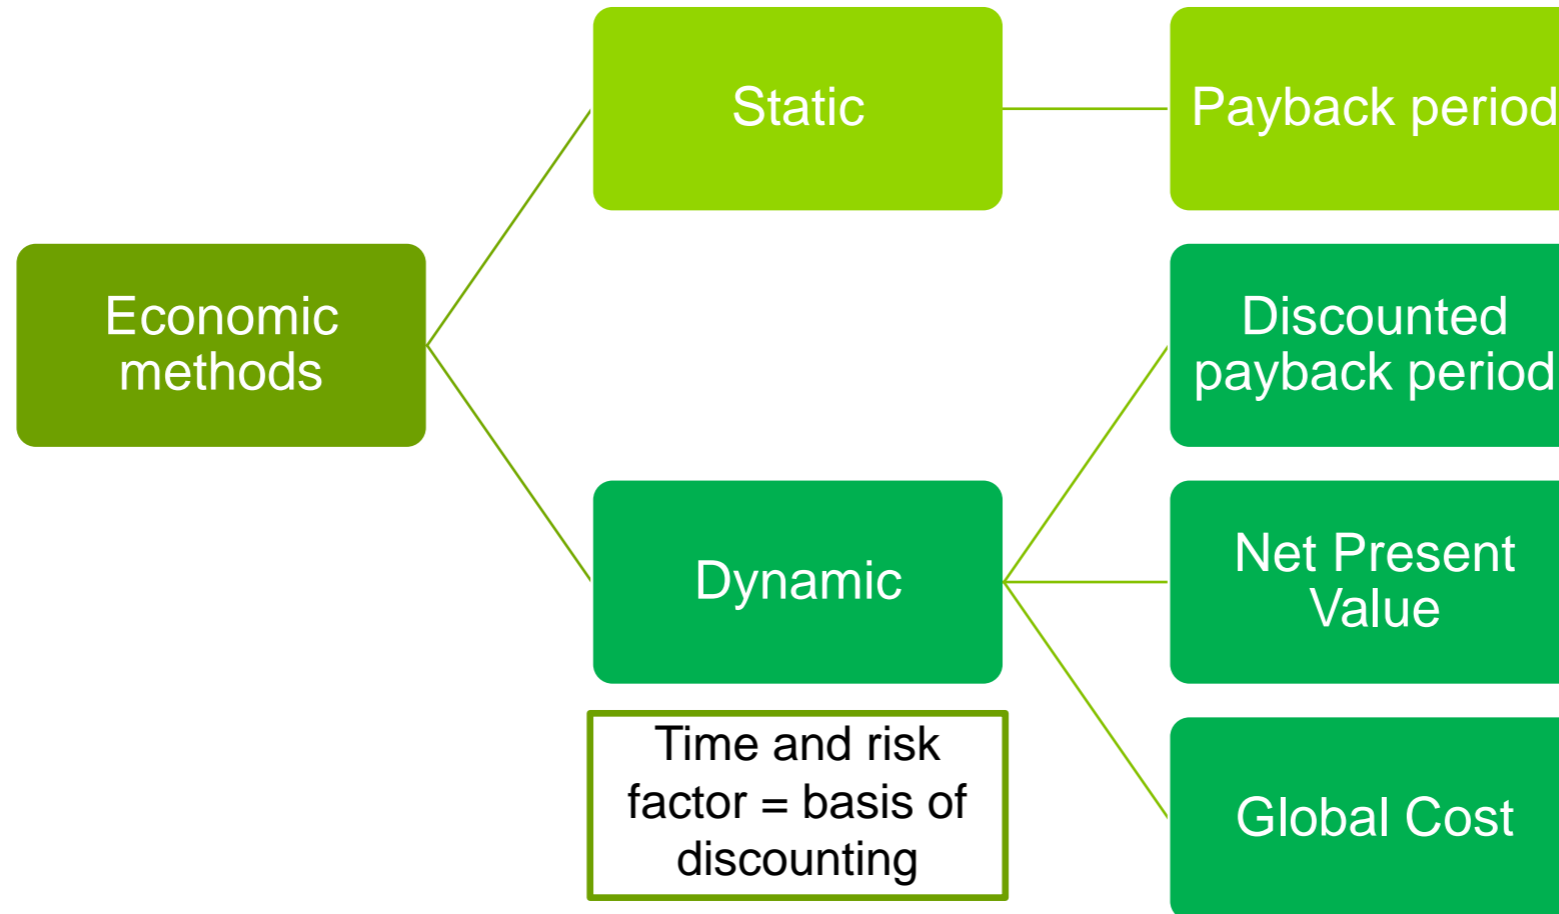 Static
Payback period
Economic
methods
Discounted
payback period
Dynamic
Net Present
Value
Time and risk
factor = basis of
discounting
Global Cost